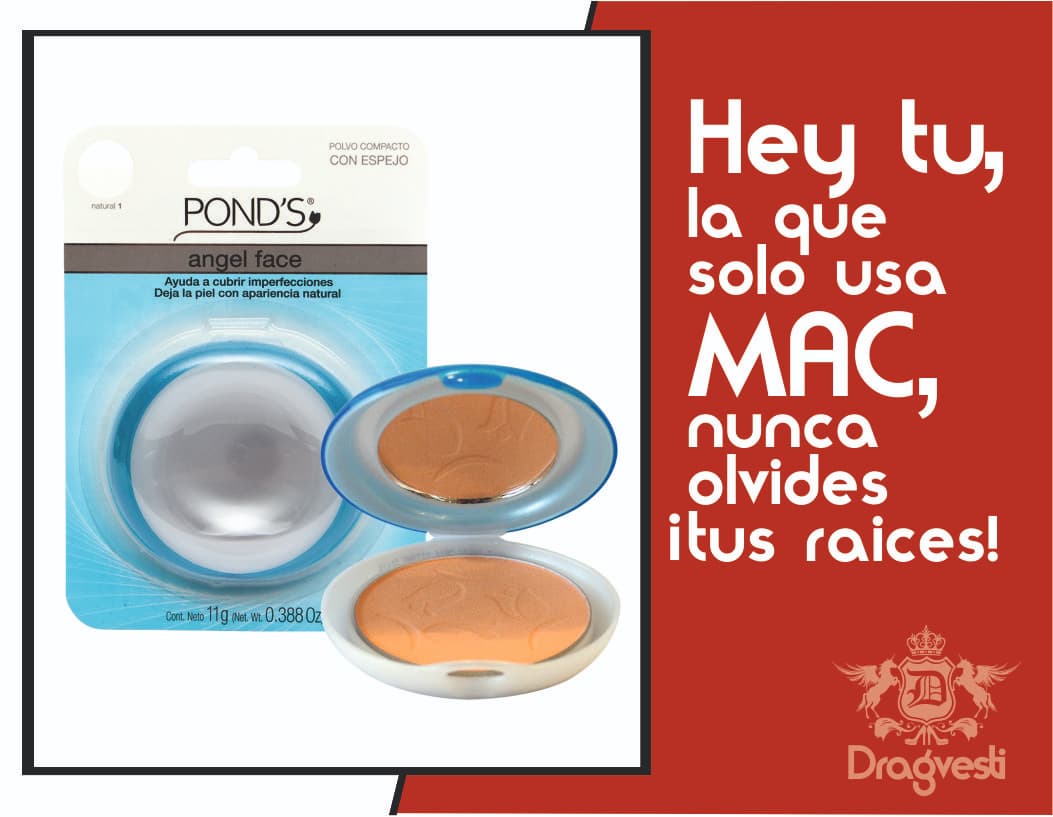 POLVO COMPACTO
CON ESPEJO
natural 1
POND'S®
angel face
Ayuda a cubrir imperfecciones
Deja la piel con apariencia natural
Cont. Neto 11g (Net. Wt. 0.388 Oz
Hey tu,
la que
solo usa
MAC,
nunca
olvides
¡tus raices!
D
Dragvesti